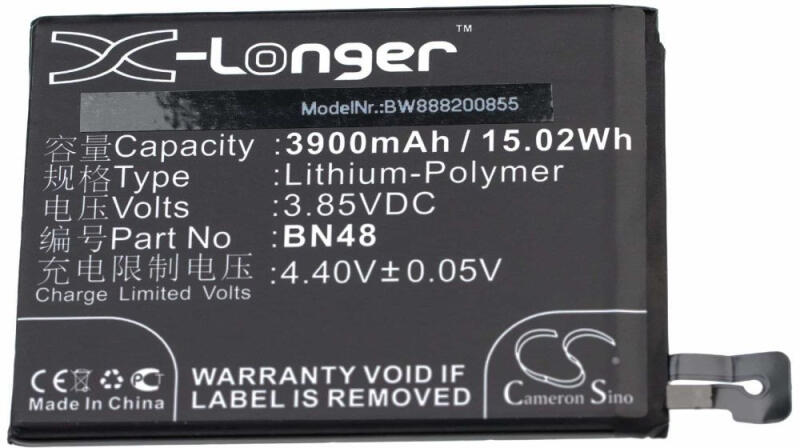 X-Longer™
ModelNr.:BW888200855
容量Capacity :3900mAh / 15.02Wh
规格Type :Lithium-Polymer
电压Volts :3.85VDC
编号Part No :BN48
充电限制电压 :4.40V±0.05V
Charge Limited Volts
CE
Made In China
WARRANTY VOID IF
LABEL IS REMOVED
CS
Cameron Sino